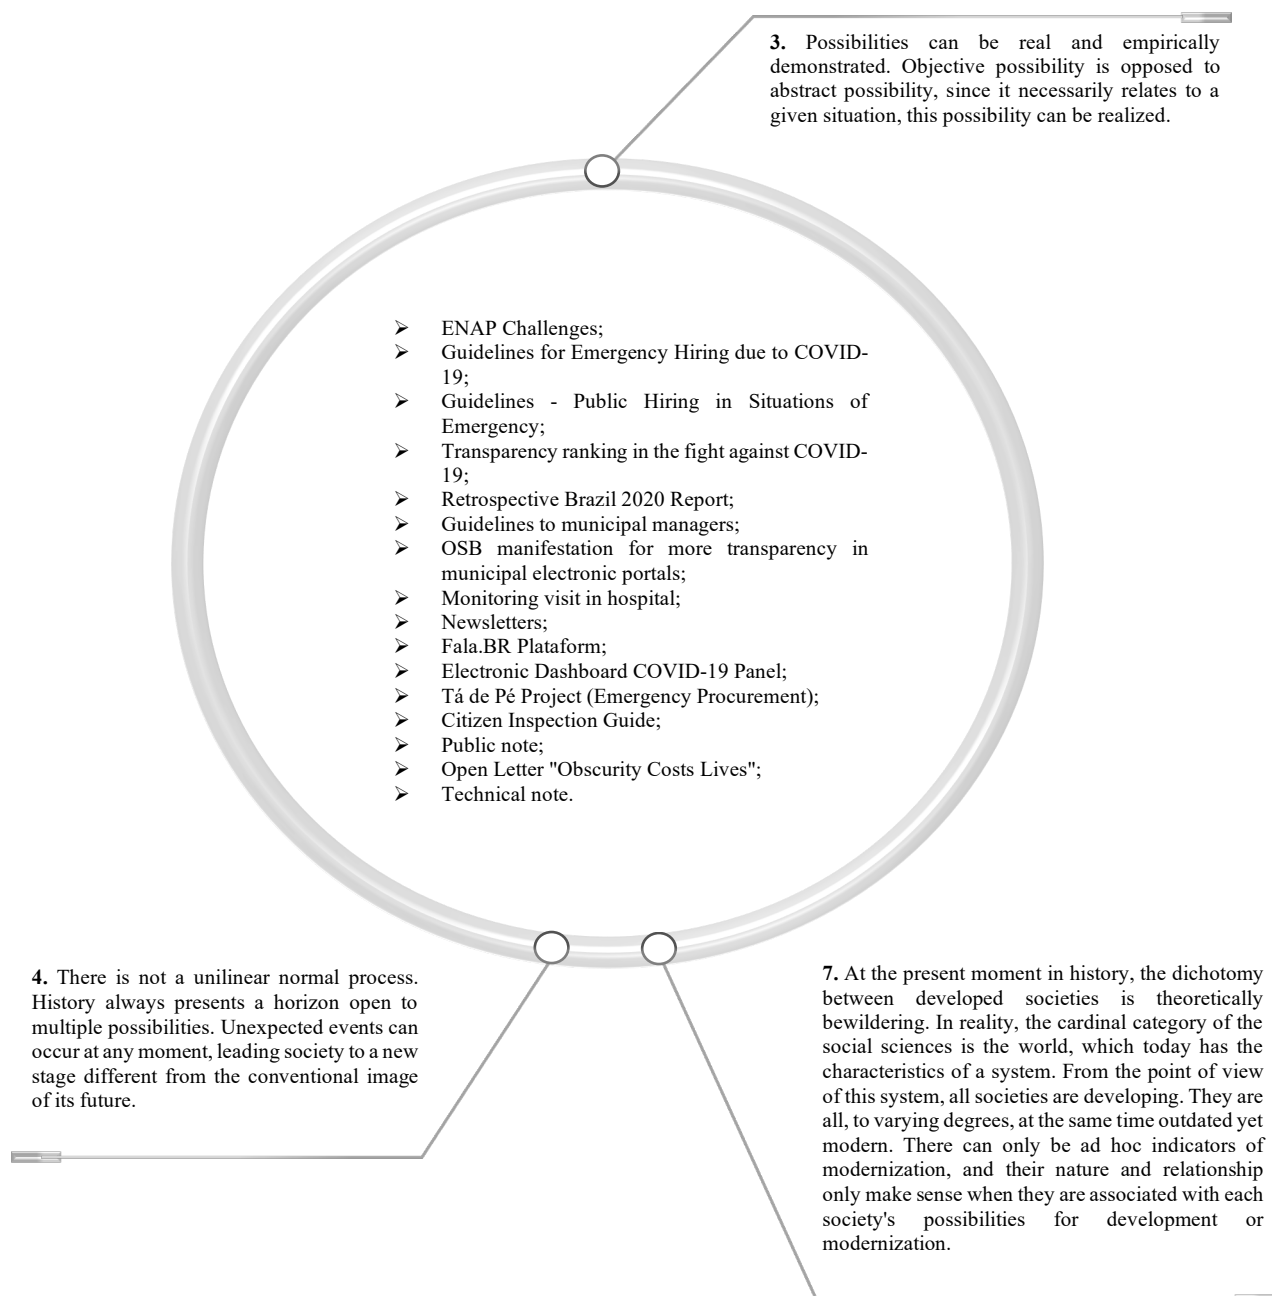 3. Possibilities can be real and empirically
demonstrated. Objective possibility is opposed to
abstract possibility, since it necessarily relates to a
given situation, this possibility can be realized.
➢ ENAP Challenges;
➢ Guidelines for Emergency Hiring due to COVID-
19;
➢ Guidelines - Public Hiring in Situations of
Emergency;
➢ Transparency ranking in the fight against COVID-
19;
➢ Retrospective Brazil 2020 Report;
➢ Guidelines to municipal managers;
➢ OSB manifestation for more transparency in
municipal electronic portals;
➢ Monitoring visit in hospital;
➢ Newsletters;
➢ Fala.BR Plataform;
➢ Electronic Dashboard COVID-19 Panel;
➢ Tá de Pé Project (Emergency Procurement);
➢ Citizen Inspection Guide;
➢ Public note;
➢ Open Letter "Obscurity Costs Lives";
➢ Technical note.
4. There is not a unilinear normal process.
History always presents a horizon open to
multiple possibilities. Unexpected events can
occur at any moment, leading society to a new
stage different from the conventional image
of its future.
7. At the present moment in history, the dichotomy
between developed societies is theoretically
bewildering. In reality, the cardinal category of the
social sciences is the world, which today has the
characteristics of a system. From the point of view
of this system, all societies are developing. They are
all, to varying degrees, at the same time outdated yet
modern. There can only be ad hoc indicators of
modernization, and their nature and relationship
only make sense when they are associated with each
society's possibilities for development or
modernization.